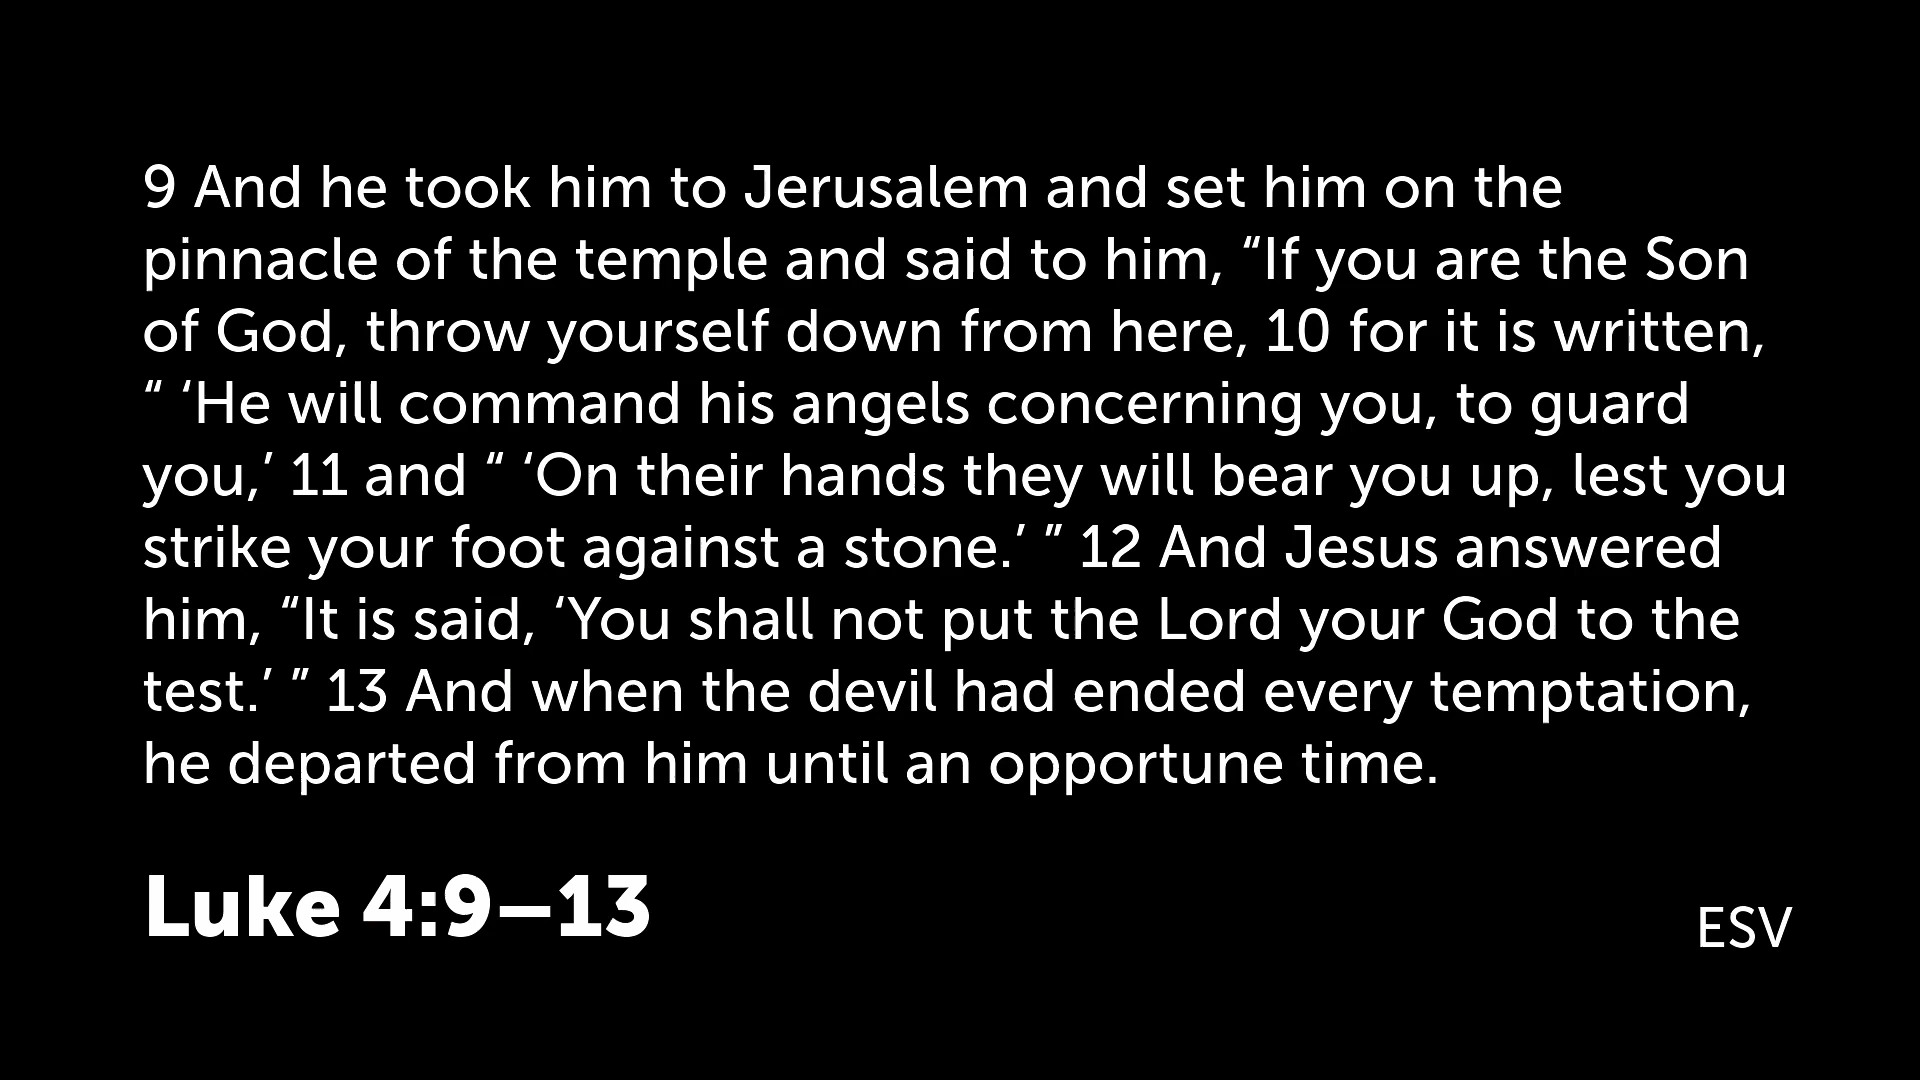 9 And he took him to Jerusalem and set him on the
pinnacle of the temple and said to him, “If you are the Son
of God, throw yourself down from here, 10 for it is written,
“ ‘He will command his angels concerning you, to guard
you,’ 11 and “ ‘On their hands they will bear you up, lest you
strike your foot against a stone.’ ” 12 And Jesus answered
him, “It is said, ‘You shall not put the Lord your God to the
test.’ ” 13 And when the devil had ended every temptation,
he departed from him until an opportune time.
Luke 4:9–13
ESV